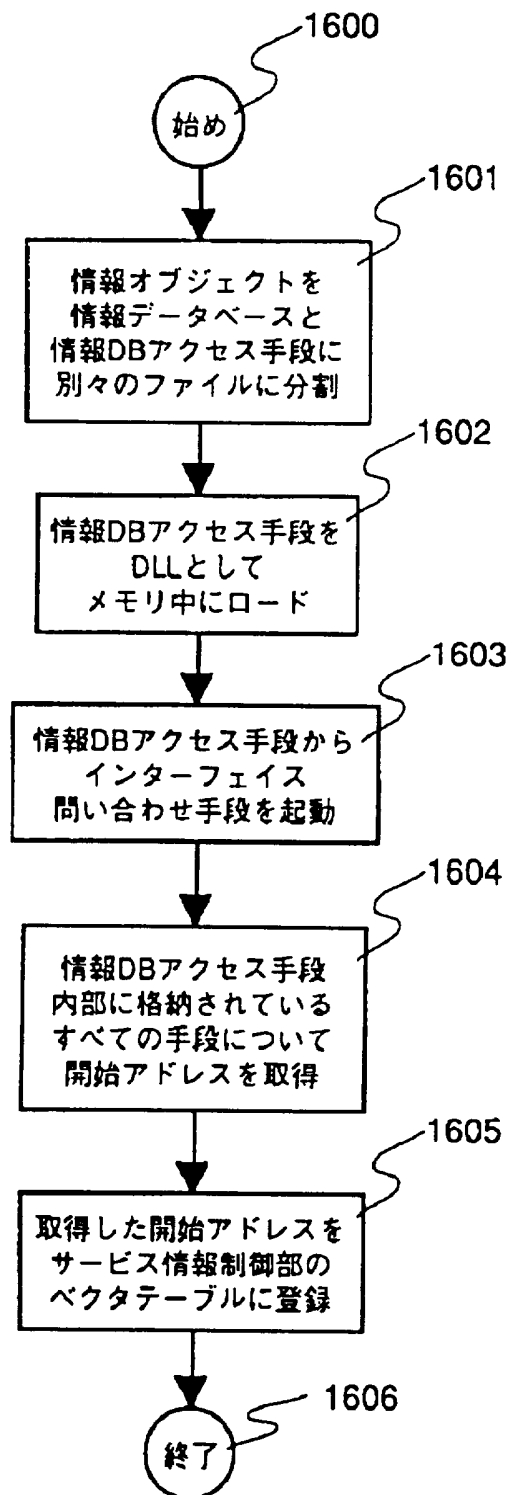 1600
始め
1601
情報オブジェクトを
情報データベースと
情報DBアクセス手段に
別々のファイルに分割
1602
情報DBアクセス手段を
DLLとして
メモリ中にロード
1603
情報DBアクセス手段から
インターフェイス
問い合わせ手段を起動
1604
情報DBアクセス手段
内部に格納されている
すべての手段について
開始アドレスを取得
1605
取得した開始アドレスを
サービス情報制御部の
ベクタテーブルに登録
1606
終了